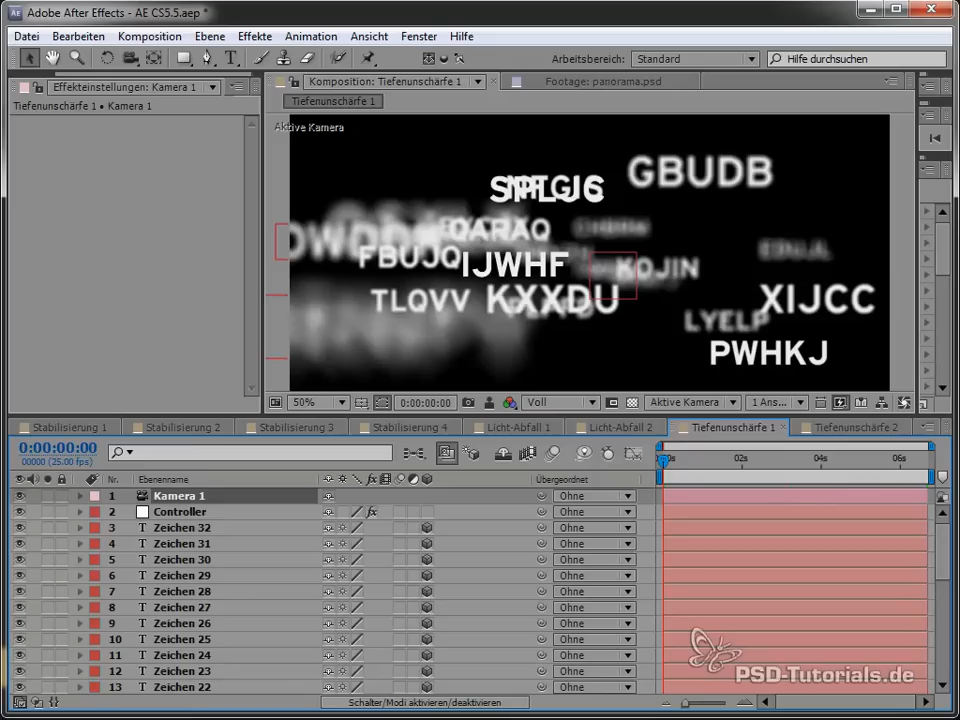 Adobe After Effects - AE CS5.5.aep *
Datei Bearbeiten Komposition Ebene Effekte Animation Ansicht Fenster Hilfe
Arbeitsbereich: Standard Hilfe durchsuchen
Effekteinstellungen: Kamera 1 Komposition: Tiefenunschärfe 1 Footage: panorama.psd
Tiefenunschärfe 1 • Kamera 1 Tiefenunschärfe 1
Aktive Kamera
GBUDB
QARAQ
FBUJQ IJWHF
KOJIN
TLQVV KXXDU XIJCC
LYELP
PWHKJ
50% 0:00:00:00 Voll Aktive Kamera 1 Ans...
Stabilisierung 1 Stabilisierung 2 Stabilisierung 3 Stabilisierung 4 Licht-Abfall 1 Licht-Abfall 2 Tiefenunschärfe 1 Tiefenunschärfe 2
0:00:00:00
00000 (25.00 fps)
02s 04s 06s
Nr. Ebenenname fx Übergeordnet
1 Kamera 1 Ohne
2 Controller fx Ohne
3 T Zeichen 32 Ohne
4 T Zeichen 31 Ohne
5 T Zeichen 30 Ohne
6 T Zeichen 29 Ohne
7 T Zeichen 28 Ohne
8 T Zeichen 27 Ohne
9 T Zeichen 26 Ohne
10 T Zeichen 25 Ohne
11 T Zeichen 24 Ohne
12 T Zeichen 23 Ohne
13 T Zeichen 22 Ohne
PSD-Tutorials.de
Schalter/Modi aktivieren/deaktivieren